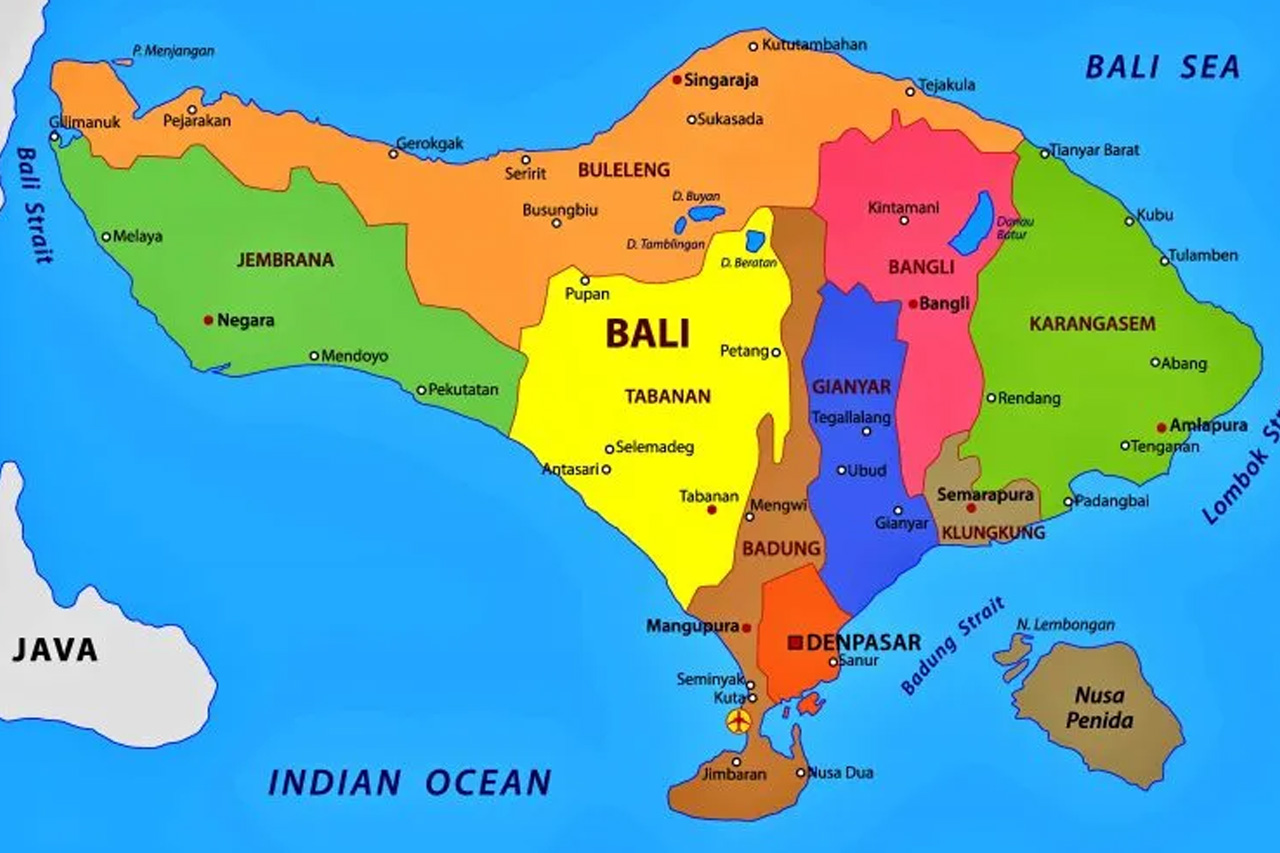 P. Menjangan
Kututambahan
BALI SEA
Singaraja
Tejakula
Gilimanuk
Pejarakan
Sukasada
Gerokgak
Tianyar Barat
Seririt
BULELENG
Bali Strait
D. Buyan
Busungbiu
Kintamani
Danau
Batur
Kubu
Melaya
D. Tamblingan
JEMBRANA
D. Beratan
BANGLI
Tulamben
Pupan
Bangli
Negara
BALI
KARANGASEM
Mendoyo
Petang
Abang
Pekutatan
TABANAN
GIANYAR
Rendang
Tegallalang
Amlapura
Selemadeg
Tenganan
Antasari
Ubud
Lombok
Tabanan
Mengwi
Semarapura
Padangbai
Gianyar
KLUNGKUNG
BADUNG
Badung Strait
N. Lembongan
Mangupura
DENPASAR
JAVA
Sanur
Seminyak
Kuta
Nusa
Penida
Jimbaran
Nusa Dua
INDIAN OCEAN